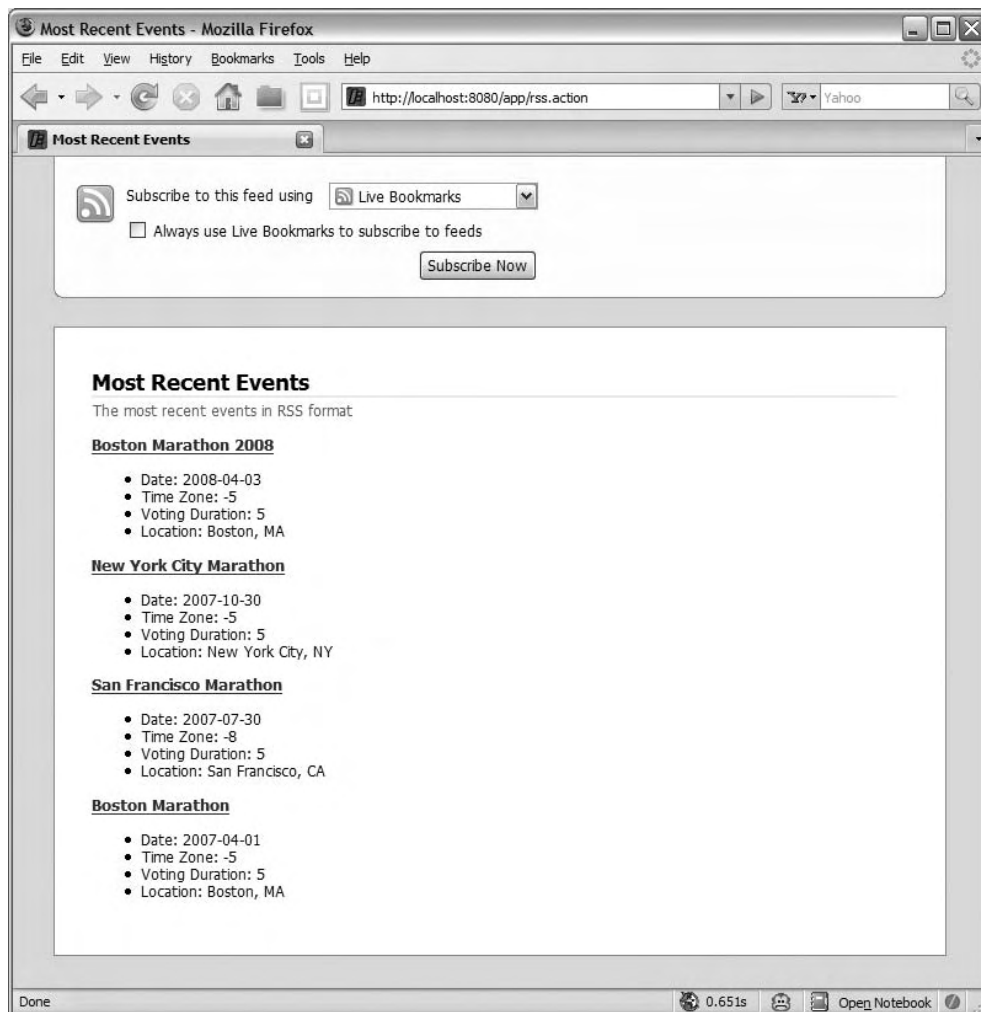 Most Recent Events - Mozilla Firefox
File Edit View History Bookmarks Tools Help
http://localhost:8080/app/rss.action Yahoo
Most Recent Events
Subscribe to this feed using Live Bookmarks
Always use Live Bookmarks to subscribe to feeds
Subscribe Now
Most Recent Events
The most recent events in RSS format
Boston Marathon 2008
• Date: 2008-04-03
• Time Zone: -5
• Voting Duration: 5
• Location: Boston, MA
New York City Marathon
• Date: 2007-10-30
• Time Zone: -5
• Voting Duration: 5
• Location: New York City, NY
San Francisco Marathon
• Date: 2007-07-30
• Time Zone: -8
• Voting Duration: 5
• Location: San Francisco, CA
Boston Marathon
• Date: 2007-04-01
• Time Zone: -5
• Voting Duration: 5
• Location: Boston, MA
Done 0.651s Open Notebook